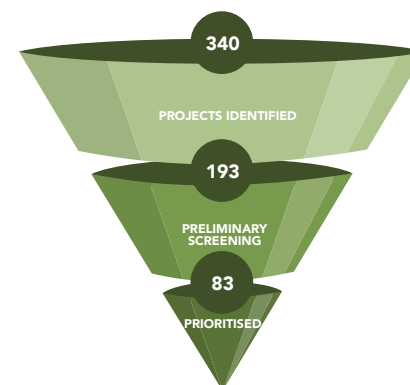 340
PROJECTS IDENTIFIED
193
PRELIMINARY
SCREENING
83
PRIORITISED